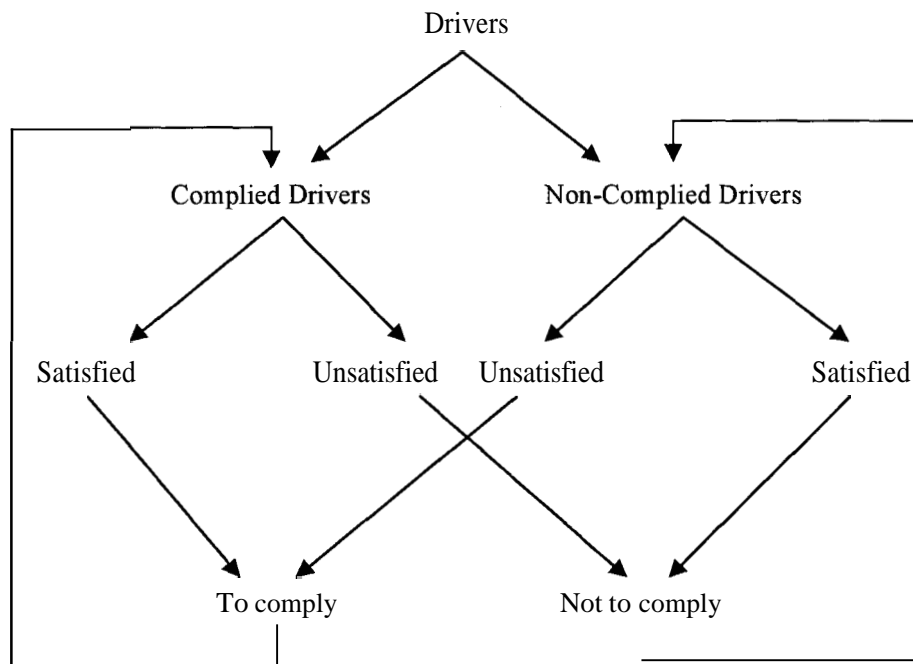 Drivers
Complied Drivers Non-Complied Drivers
Satisfied Unsatisfied Unsatisfied Satisfied
To comply Not to comply